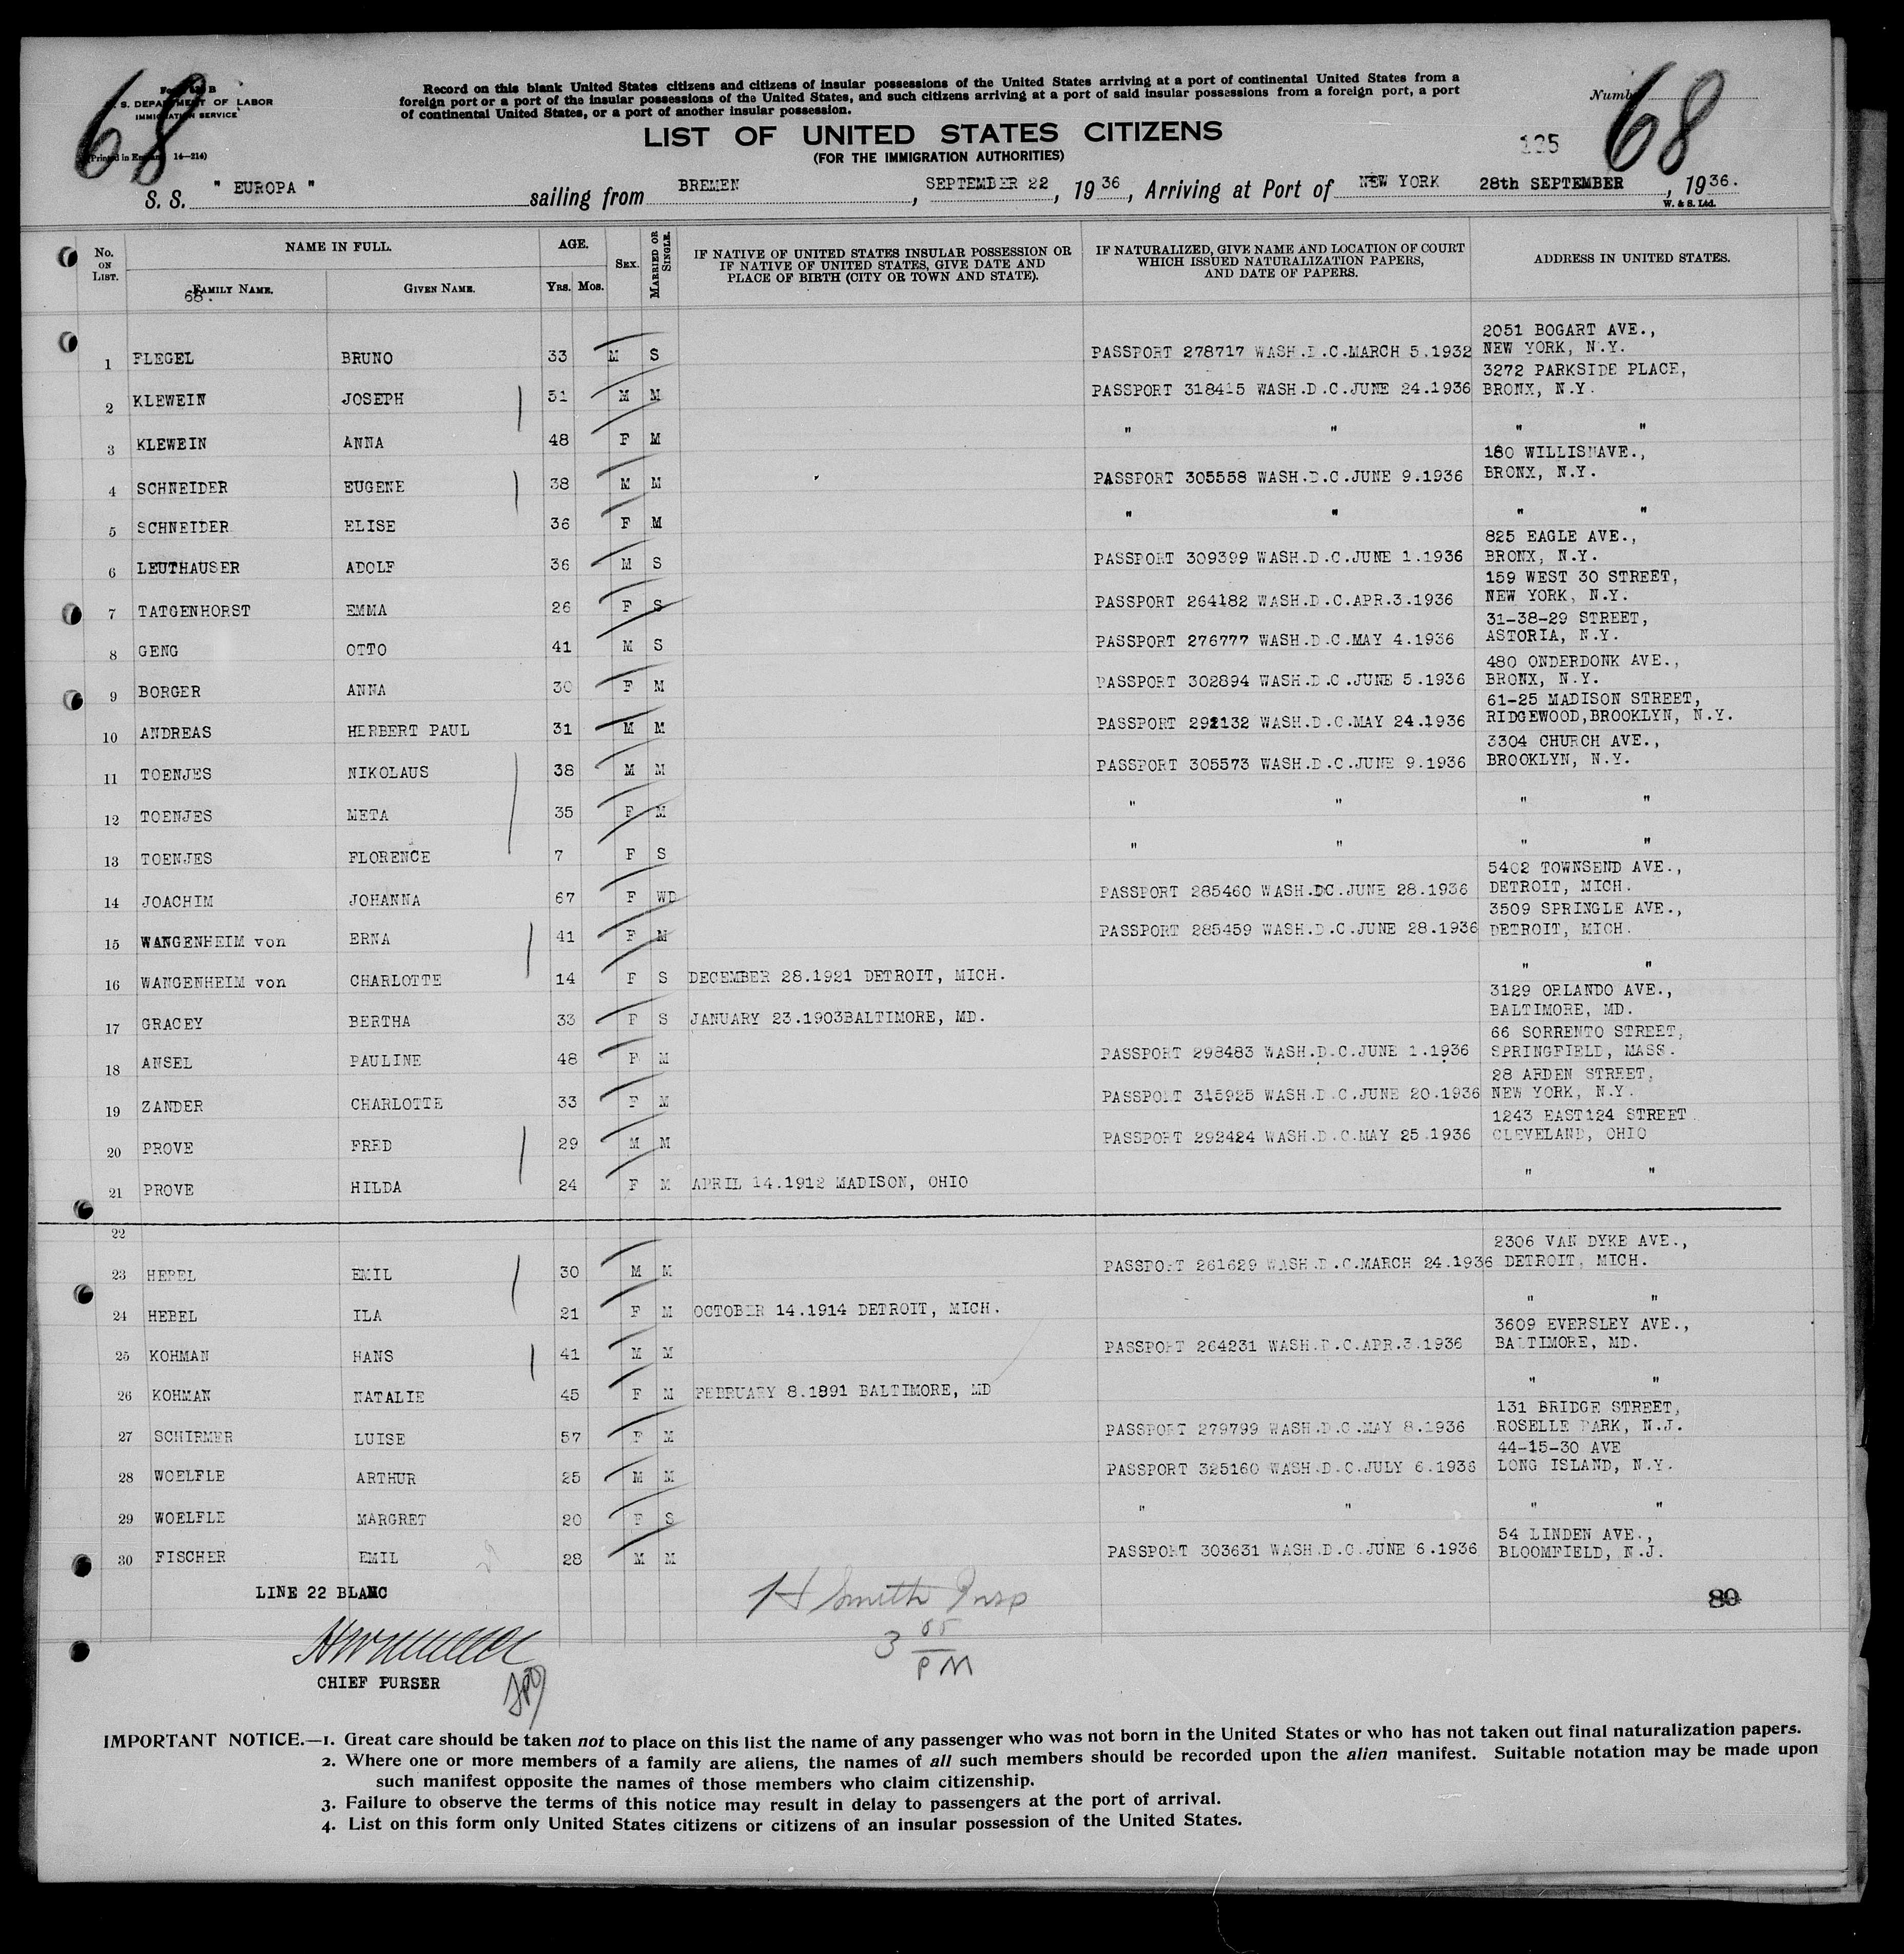 68
68
Form 630 B
U. S. DEPARTMENT OF LABOR
IMMIGRATION SERVICE
(Printed in England 14—214)
Record on this blank United States citizens and citizens of insular possessions of the United States arriving at a port of continental United States from a
foreign port or a port of the insular possessions of the United States, and such citizens arriving at a port of said insular possessions from a foreign port, a port
of continental United States, or a port of another insular possession.
Number
LIST OF UNITED STATES CITIZENS
(FOR THE IMMIGRATION AUTHORITIES)
125
S. S. " EUROPA " sailing from BREMEN , SEPTEMBER 22 , 19 36 , Arriving at Port of NEW YORK 28th SEPTEMBER , 19 36.
W. & S. Ltd.
No. ON LIST. NAME IN FULL. AGE. SEX. MARRIED OR SINGLE. IF NATIVE OF UNITED STATES INSULAR POSSESSION OR IF NATIVE OF UNITED STATES, GIVE DATE AND PLACE OF BIRTH (CITY OR TOWN AND STATE). IF NATURALIZED, GIVE NAME AND LOCATION OF COURT WHICH ISSUED NATURALIZATION PAPERS, AND DATE OF PAPERS. ADDRESS IN UNITED STATES.
FAMILY NAME. GIVEN NAME. YRS. MOS.
68.
1 FLEGEL BRUNO 33 M S PASSPORT 278717 WASH.D.C.MARCH 5.1932 2051 BOGART AVE., NEW YORK, N.Y.
2 KLEWEIN JOSEPH 51 M M PASSPORT 318415 WASH.D.C.JUNE 24.1936 3272 PARKSIDE PLACE, BRONX, N.Y.
3 KLEWEIN ANNA 48 F M " " " "
4 SCHNEIDER EUGENE 38 M M PASSPORT 305558 WASH.D.C.JUNE 9.1936 180 WILLISMAVE., BRONX, N.Y.
5 SCHNEIDER ELISE 36 F M " " " "
6 LEUTHAUSER ADOLF 36 M S PASSPORT 309399 WASH.D.C.JUNE 1.1936 825 EAGLE AVE., BRONX, N.Y.
7 TATGENHORST EMMA 26 F S PASSPORT 264182 WASH.D.C.APR.3.1936 159 WEST 30 STREET, NEW YORK, N.Y.
8 GENG OTTO 41 M S PASSPORT 276777 WASH.D.C.MAY 4.1936 31-38-29 STREET, ASTORIA, N.Y.
9 BORGER ANNA 30 F M PASSPORT 302894 WASH.D.C.JUNE 5.1936 480 ONDERDONK AVE., BRONX, N.Y.
10 ANDREAS HERBERT PAUL 31 M M PASSPORT 292132 WASH.D.C.MAY 24.1936 61-25 MADISON STREET, RIDGEWOOD,BROOKLYN, N.Y.
11 TOENJES NIKOLAUS 38 M M PASSPORT 305573 WASH.D.C.JUNE 9.1936 3304 CHURCH AVE., BROOKLYN, N.Y.
12 TOENJES META 35 F M " " " "
13 TOENJES FLORENCE 7 F S " " " "
14 JOACHIM JOHANNA 67 F WD PASSPORT 285460 WASH.DC.JUNE 28.1936 5402 TOWNSEND AVE., DETROIT, MICH.
15 WANGENHEIM von ERNA 41 F M PASSPORT 285459 WASH.D.C.JUNE 28.1936 3509 SPRINGLE AVE., DETROIT, MICH.
16 WANGENHEIM von CHARLOTTE 14 F S DECEMBER 28.1921 DETROIT, MICH. " "
17 GRACEY BERTHA 33 F S JANUARY 23.1903BALTIMORE, MD. 3129 ORLANDO AVE., BALTIMORE, MD.
18 ANSEL PAULINE 48 F M PASSPORT 298483 WASH.D.C.JUNE 1.1936 66 SORRENTO STREET, SPRINGFIELD, MASS.
19 ZANDER CHARLOTTE 33 F M PASSPORT 315925 WASH.D.C.JUNE 20.1936 28 ARDEN STREET, NEW YORK, N.Y.
20 PROVE FRED 29 M M PASSPORT 292424 WASH.D.C.MAY 25.1936 1243 EAST124 STREET CLEVELAND, OHIO
21 PROVE HILDA 24 F M APRIL 14.1912 MADISON, OHIO " "
22
23 HEBEL EMIL 30 M M PASSPORT 261629 WASH.D.C.MARCH 24.1936 2306 VAN DYKE AVE., DETROIT, MICH.
24 HEBEL ILA 21 F M OCTOBER 14.1914 DETROIT, MICH. " "
25 KOHMAN HANS 41 M M PASSPORT 264231 WASH.D.C.APR.3.1936 3609 EVERSLEY AVE., BALTIMORE, MD.
26 KOHMAN NATALIE 45 F M FEBRUARY 8.1891 BALTIMORE, MD " "
27 SCHIRMER LUISE 57 F M PASSPORT 279799 WASH.D.C.MAY 8.1936 131 BRIDGE STREET, ROSELLE PARK, N.J.
28 WOELFLE ARTHUR 25 M M PASSPORT 325160 WASH.D.C.JULY 6.1936 44-15-30 AVE LONG ISLAND, N.Y.
29 WOELFLE MARGRET 20 F S " " " "
30 FISCHER EMIL 28 M M PASSPORT 303631 WASH.D.C.JUNE 6.1936 54 LINDEN AVE., BLOOMFIELD, N.J.
29
LINE 22 BLANC
H Smith Insp
80
3 05 PM
CHIEF PURSER
IMPORTANT NOTICE.—1. Great care should be taken not to place on this list the name of any passenger who was not born in the United States or who has not taken out final naturalization papers.
2. Where one or more members of a family are aliens, the names of all such members should be recorded upon the alien manifest. Suitable notation may be made upon
such manifest opposite the names of those members who claim citizenship.
3. Failure to observe the terms of this notice may result in delay to passengers at the port of arrival.
4. List on this form only United States citizens or citizens of an insular possession of the United States.